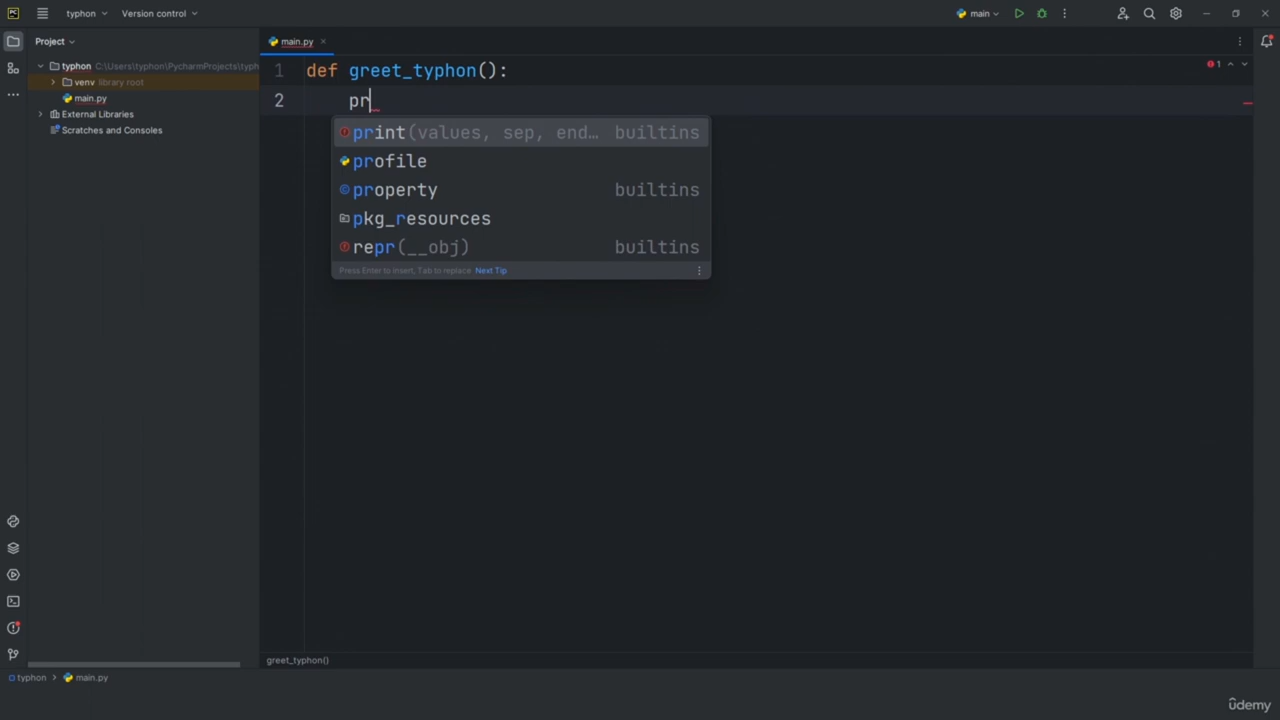 typhon
Version control
main
Project
main.py
typhon C:\Users\typhon\PycharmProjects\typh
venv library root
main.py
External Libraries
Scratches and Consoles
1 def greet_typhon():
1
2 pr
print(values, sep, end… builtins
profile
property builtins
pkg_resources
repr(__obj) builtins
Press Enter to insert, Tab to replace Next Tip
greet_typhon()
typhon > main.py
udemy